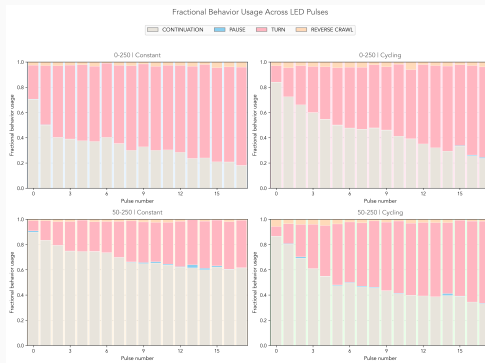 Fractional Behavior Usage Across LED Pulses
CONTINUATION PAUSE TURN REVERSE CRAWL
0-250 | Constant
0-250 | Cycling
Fractional behavior usage
1.0
0.8
0.6
0.4
0.2
0.0
0 3 6 9 12 15
Pulse number
Fractional behavior usage
1.0
0.8
0.6
0.4
0.2
0.0
0 3 6 9 12 15
Pulse number
50-250 | Constant
50-250 | Cycling
Fractional behavior usage
1.0
0.8
0.6
0.4
0.2
0.0
0 3 6 9 12 15
Pulse number
Fractional behavior usage
1.0
0.8
0.6
0.4
0.2
0.0
0 3 6 9 12 15
Pulse number